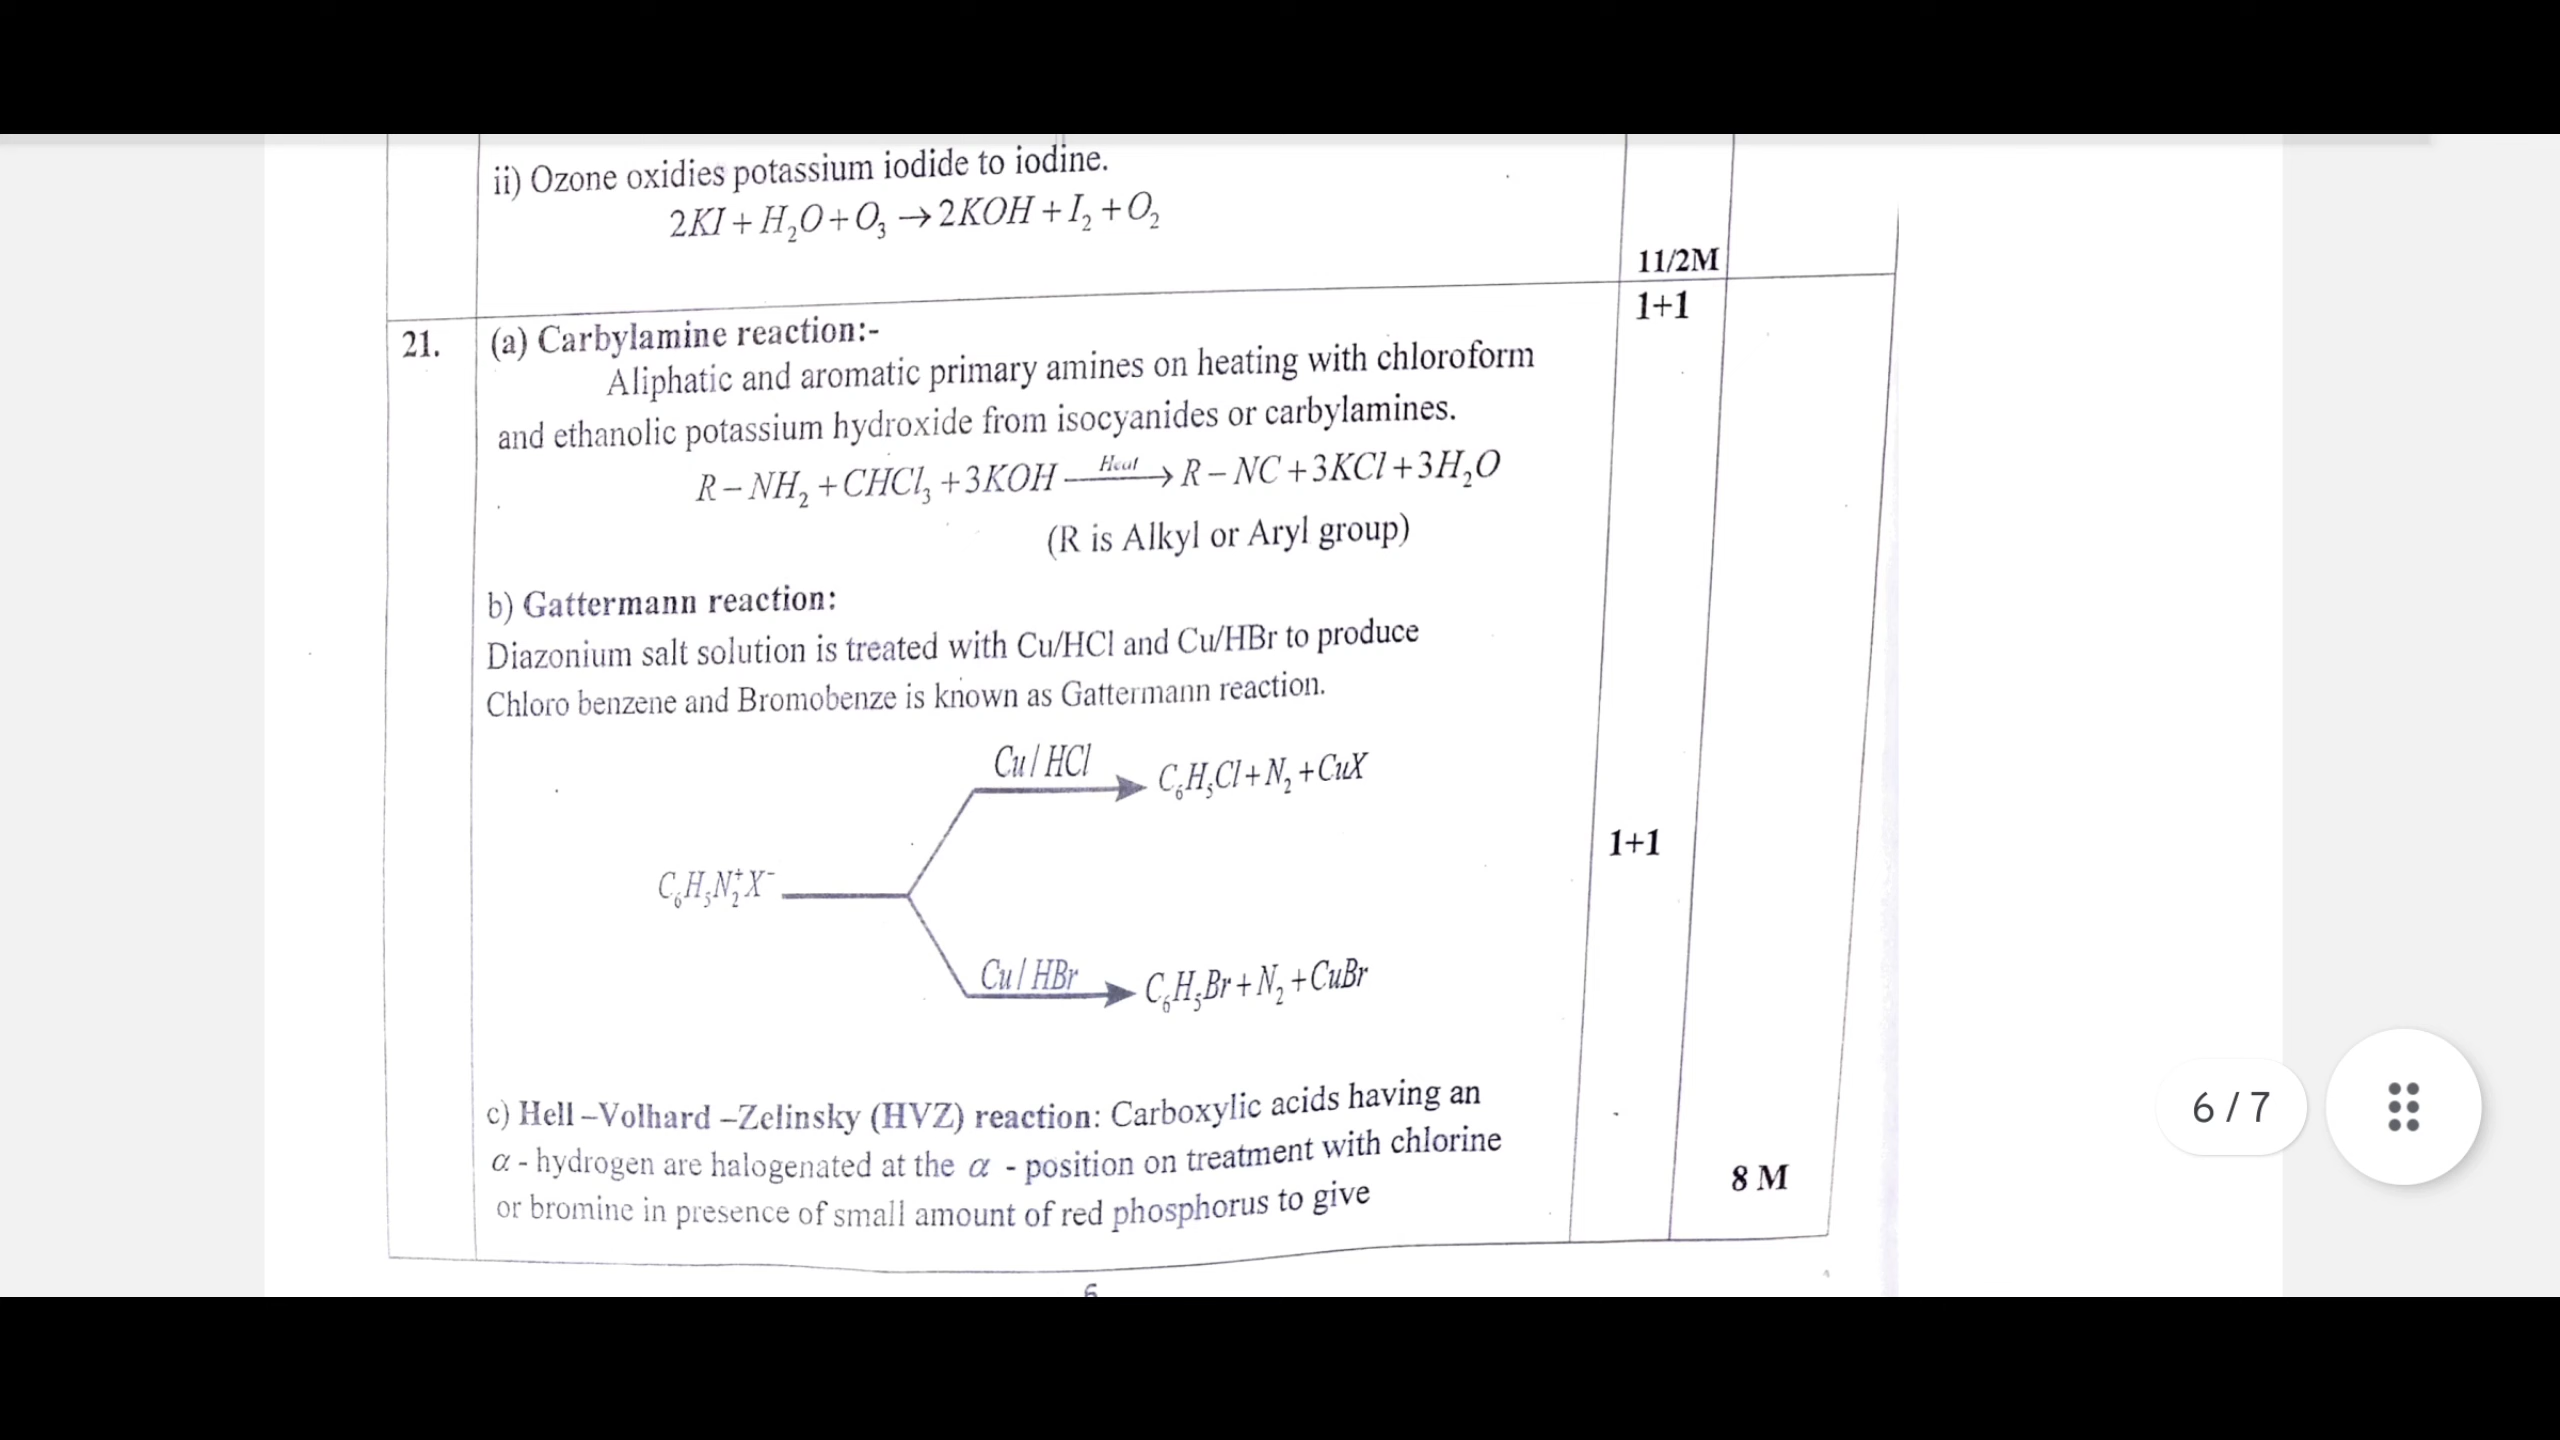 ii) Ozone oxidies potassium iodide to iodine.
2KI + H₂O + O₃ → 2KOH + I₂ + O₂
11/2M
1+1
21. (a) Carbylamine reaction:-
Aliphatic and aromatic primary amines on heating with chloroform
and ethanolic potassium hydroxide from isocyanides or carbylamines.
R – NH₂ + CHCl₃ + 3KOH —Heat→ R – NC + 3KCl + 3H₂O
(R is Alkyl or Aryl group)
b) Gattermann reaction:
Diazonium salt solution is treated with Cu/HCl and Cu/HBr to produce
Chloro benzene and Bromobenze is known as Gattermann reaction.
Cu / HCl
C₆H₅Cl + N₂ + CuX
1+1
C₆H₅N₂⁺X⁻
Cu / HBr
C₆H₅Br + N₂ + CuBr
c) Hell –Volhard –Zelinsky (HVZ) reaction: Carboxylic acids having an
α - hydrogen are halogenated at the α - position on treatment with chlorine
or bromine in presence of small amount of red phosphorus to give
8 M
6 / 7
6